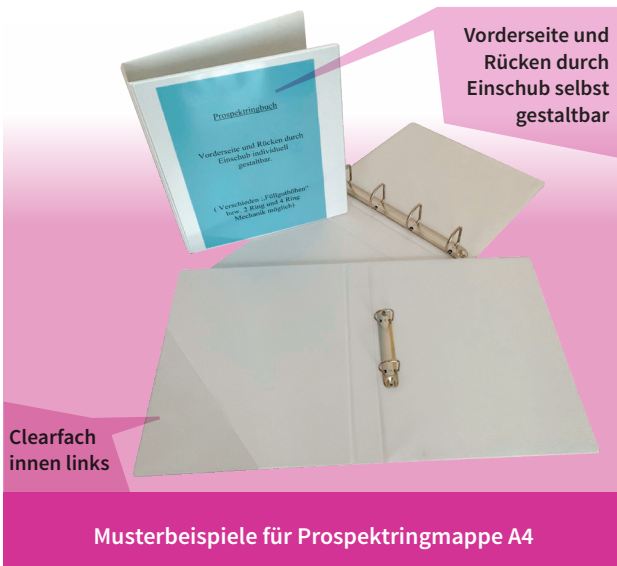 Vorderseite und
Rücken durch
Einschub selbst
gestaltbar
Prospektringbuch
Vorderseite und Rücken durch
Einschub individuell
gestaltbar.
( Verschieden „Füllguthöhen“
bzw. 2 Ring und 4 Ring
Mechanik möglich)
Clearfach
innen links
Musterbeispiele für Prospektringmappe A4